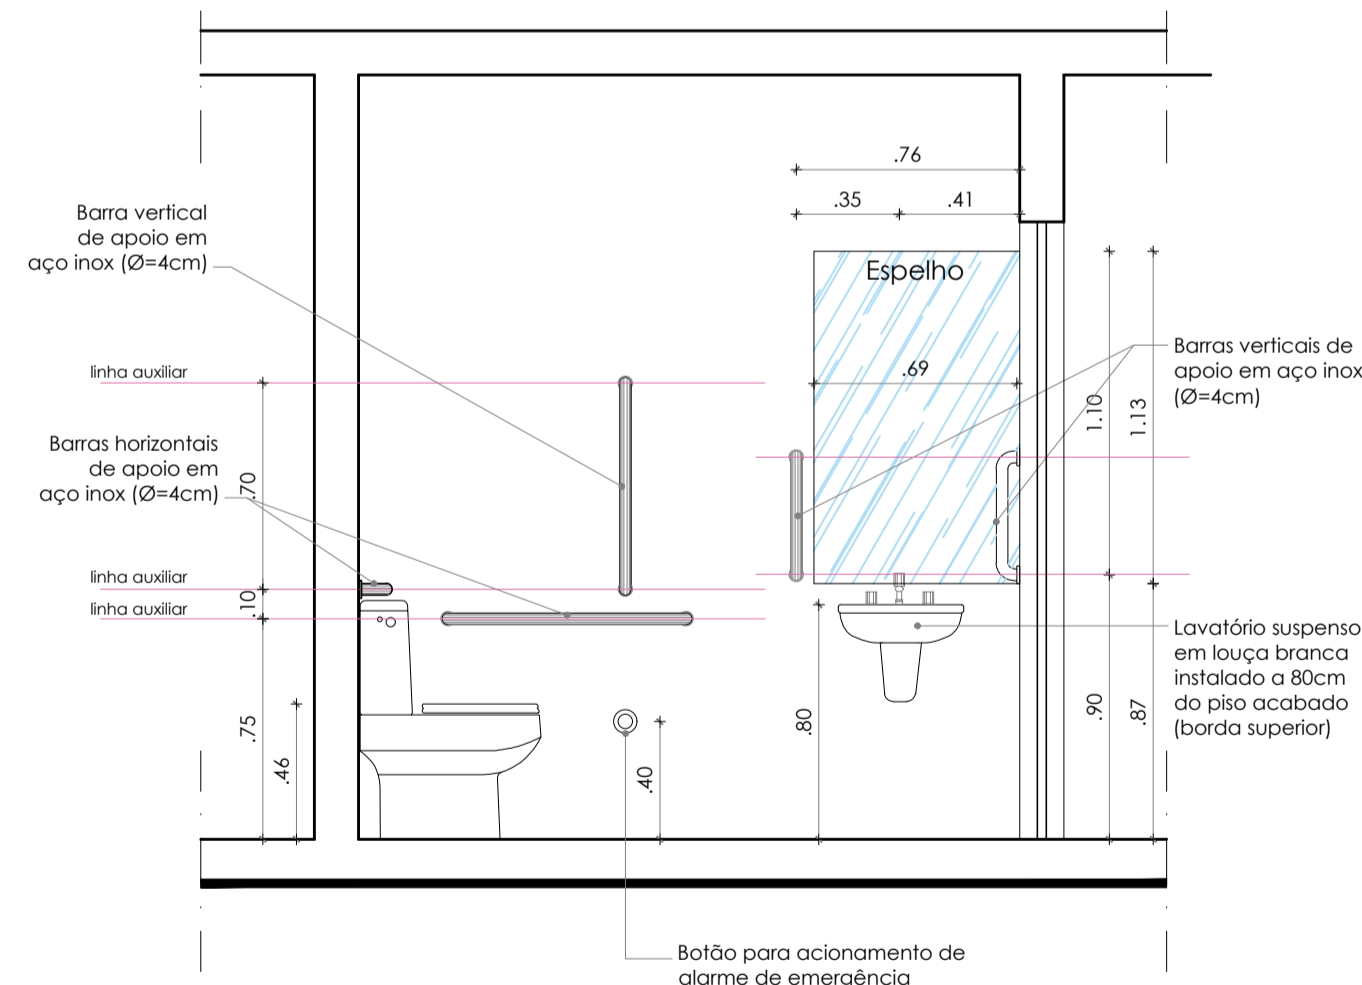 .76
.35
.41
Barra vertical
de apoio em
aço inox (Ø=4cm)
Espelho
Barras verticais de
apoio em aço inox
(Ø=4cm)
.69
linha auxiliar
1.10
1.13
Barras horizontais
de apoio em
aço inox (Ø=4cm)
.70
linha auxiliar
.10
linha auxiliar
Lavatório suspenso
em louça branca
instalado a 80cm
do piso acabado
(borda superior)
.75
.46
.40
.80
.90
.87
Botão para acionamento de
alarme de emergência